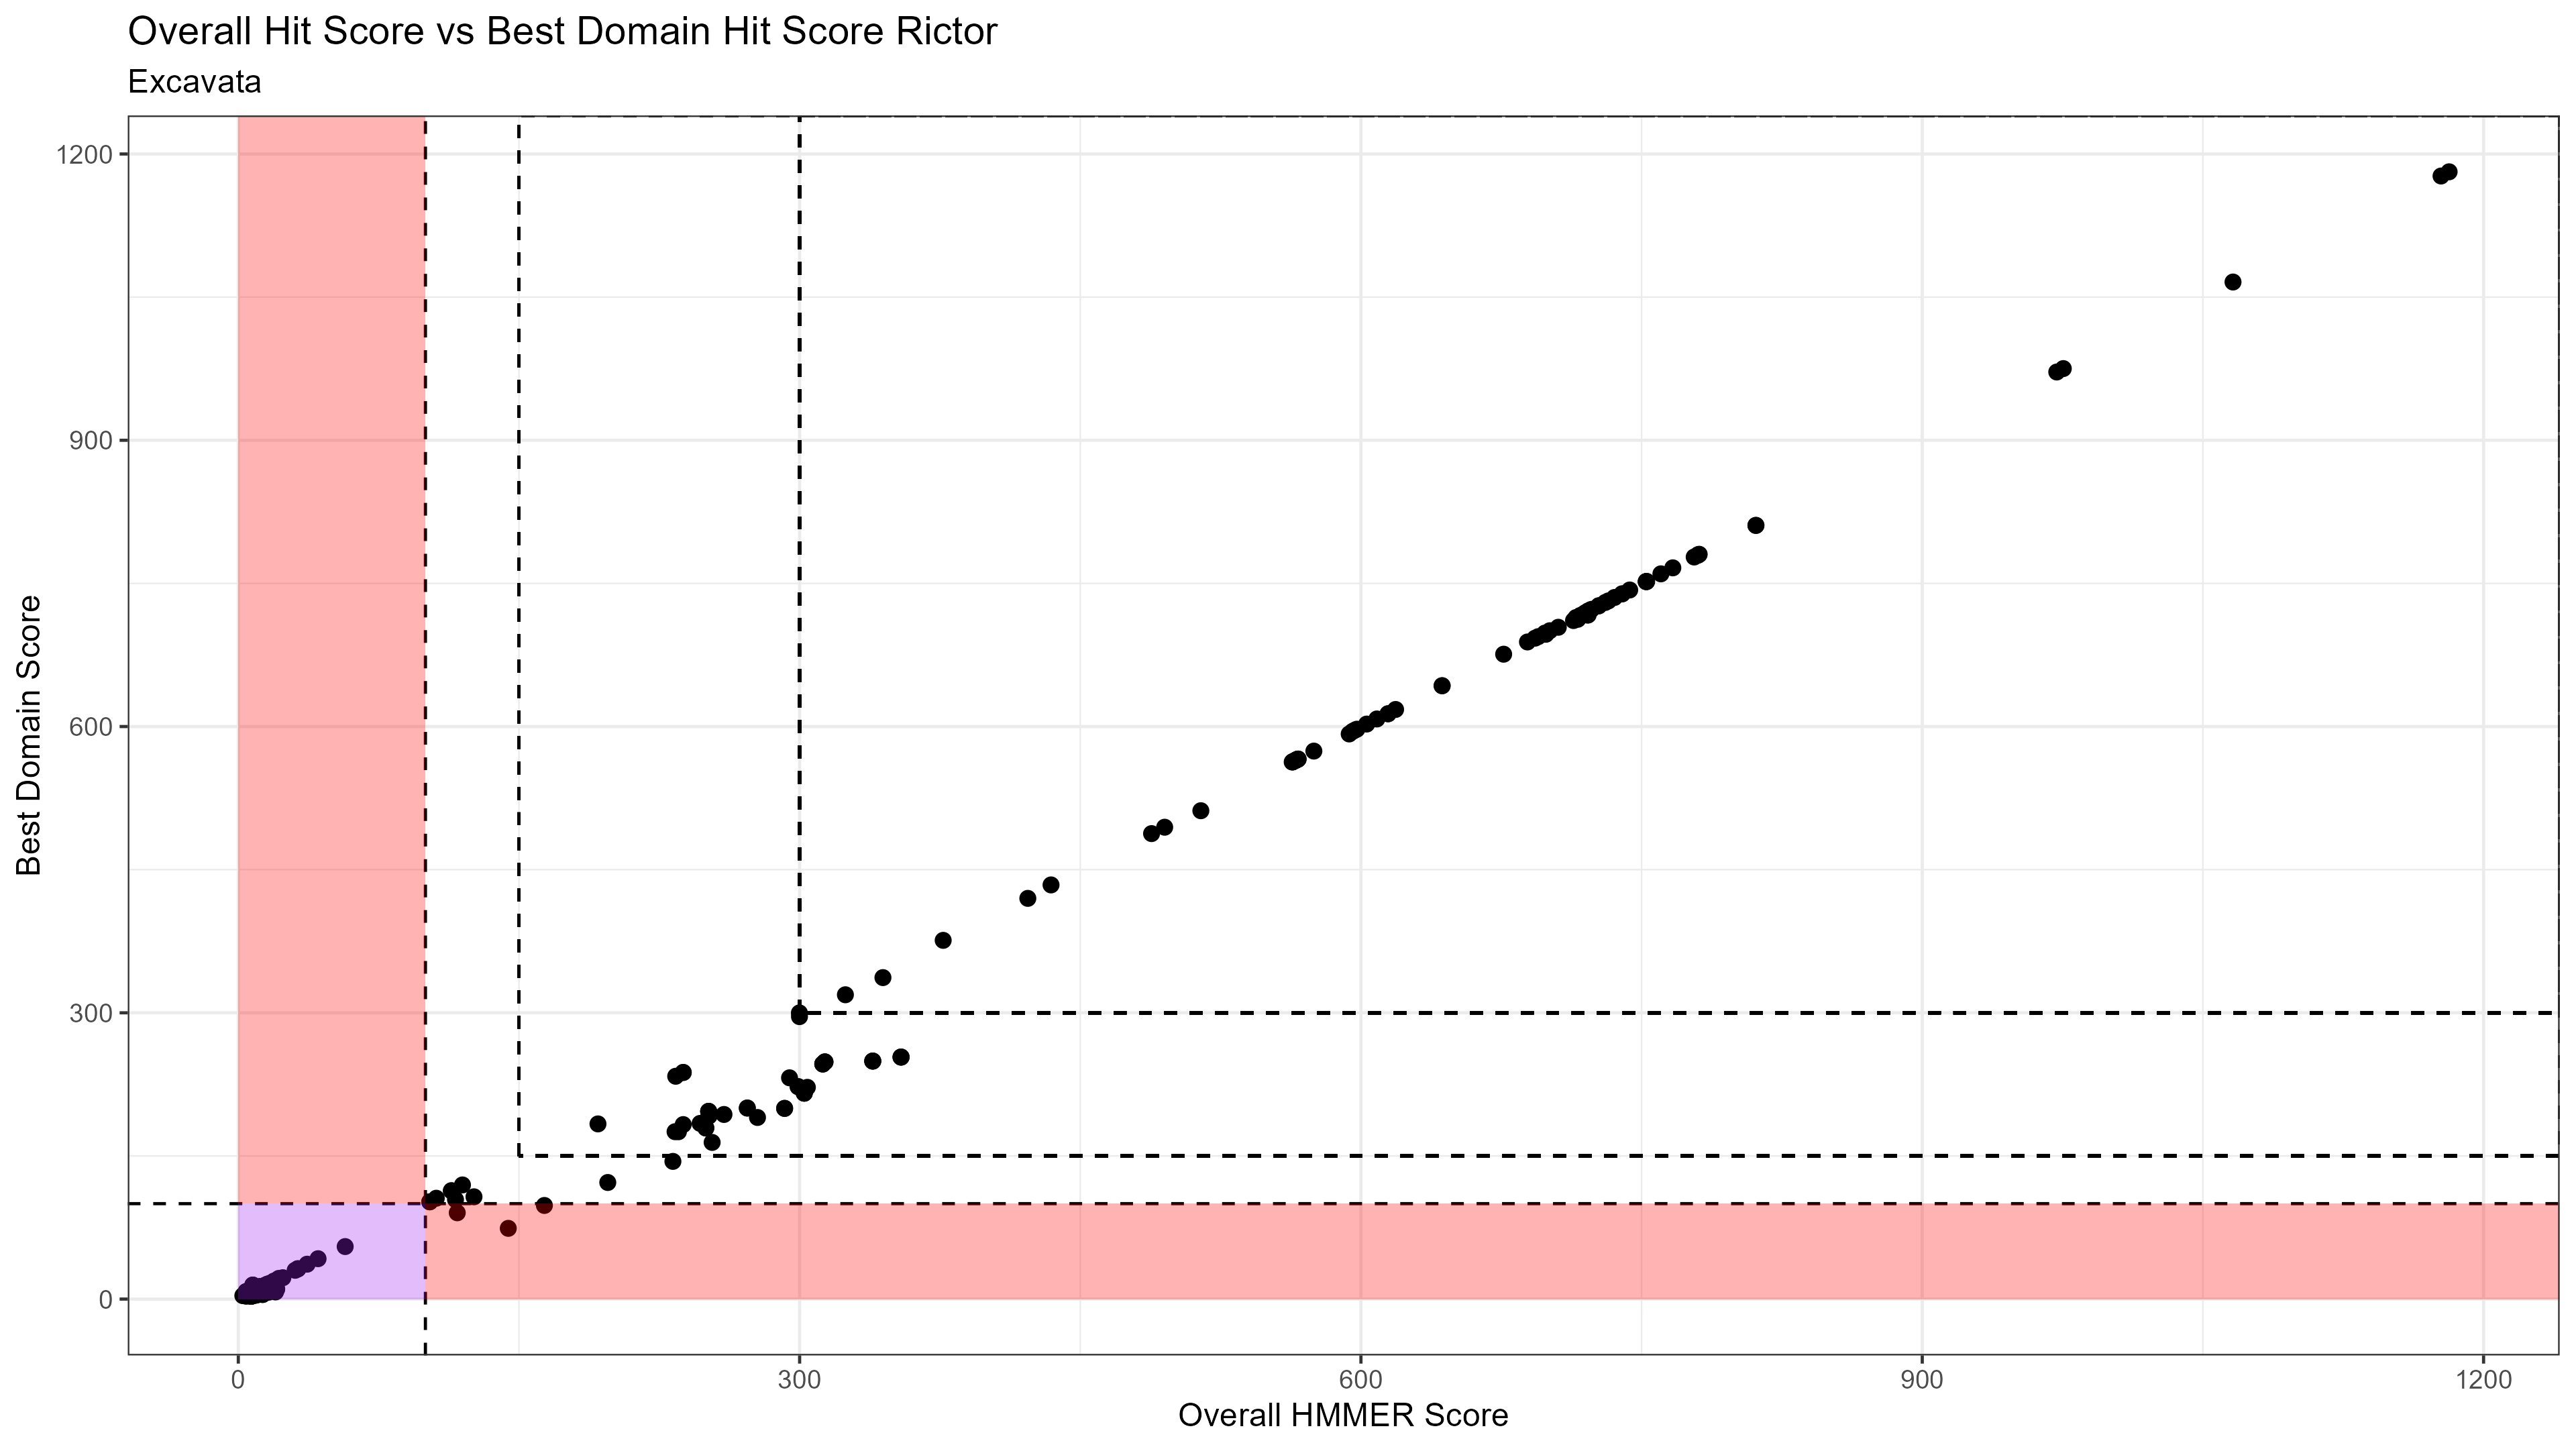 Overall Hit Score vs Best Domain Hit Score Rictor
Excavata
1200
900
600
300
0
Best Domain Score
0 300 600 900 1200
Overall HMMER Score